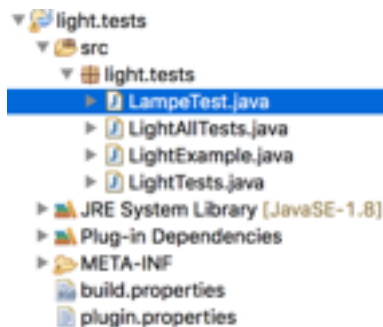 light.tests
src
light.tests
LampeTest.java
LightAllTests.java
LightExample.java
LightTests.java
JRE System Library [JavaSE-1.8]
Plug-in Dependencies
META-INF
build.properties
plugin.properties